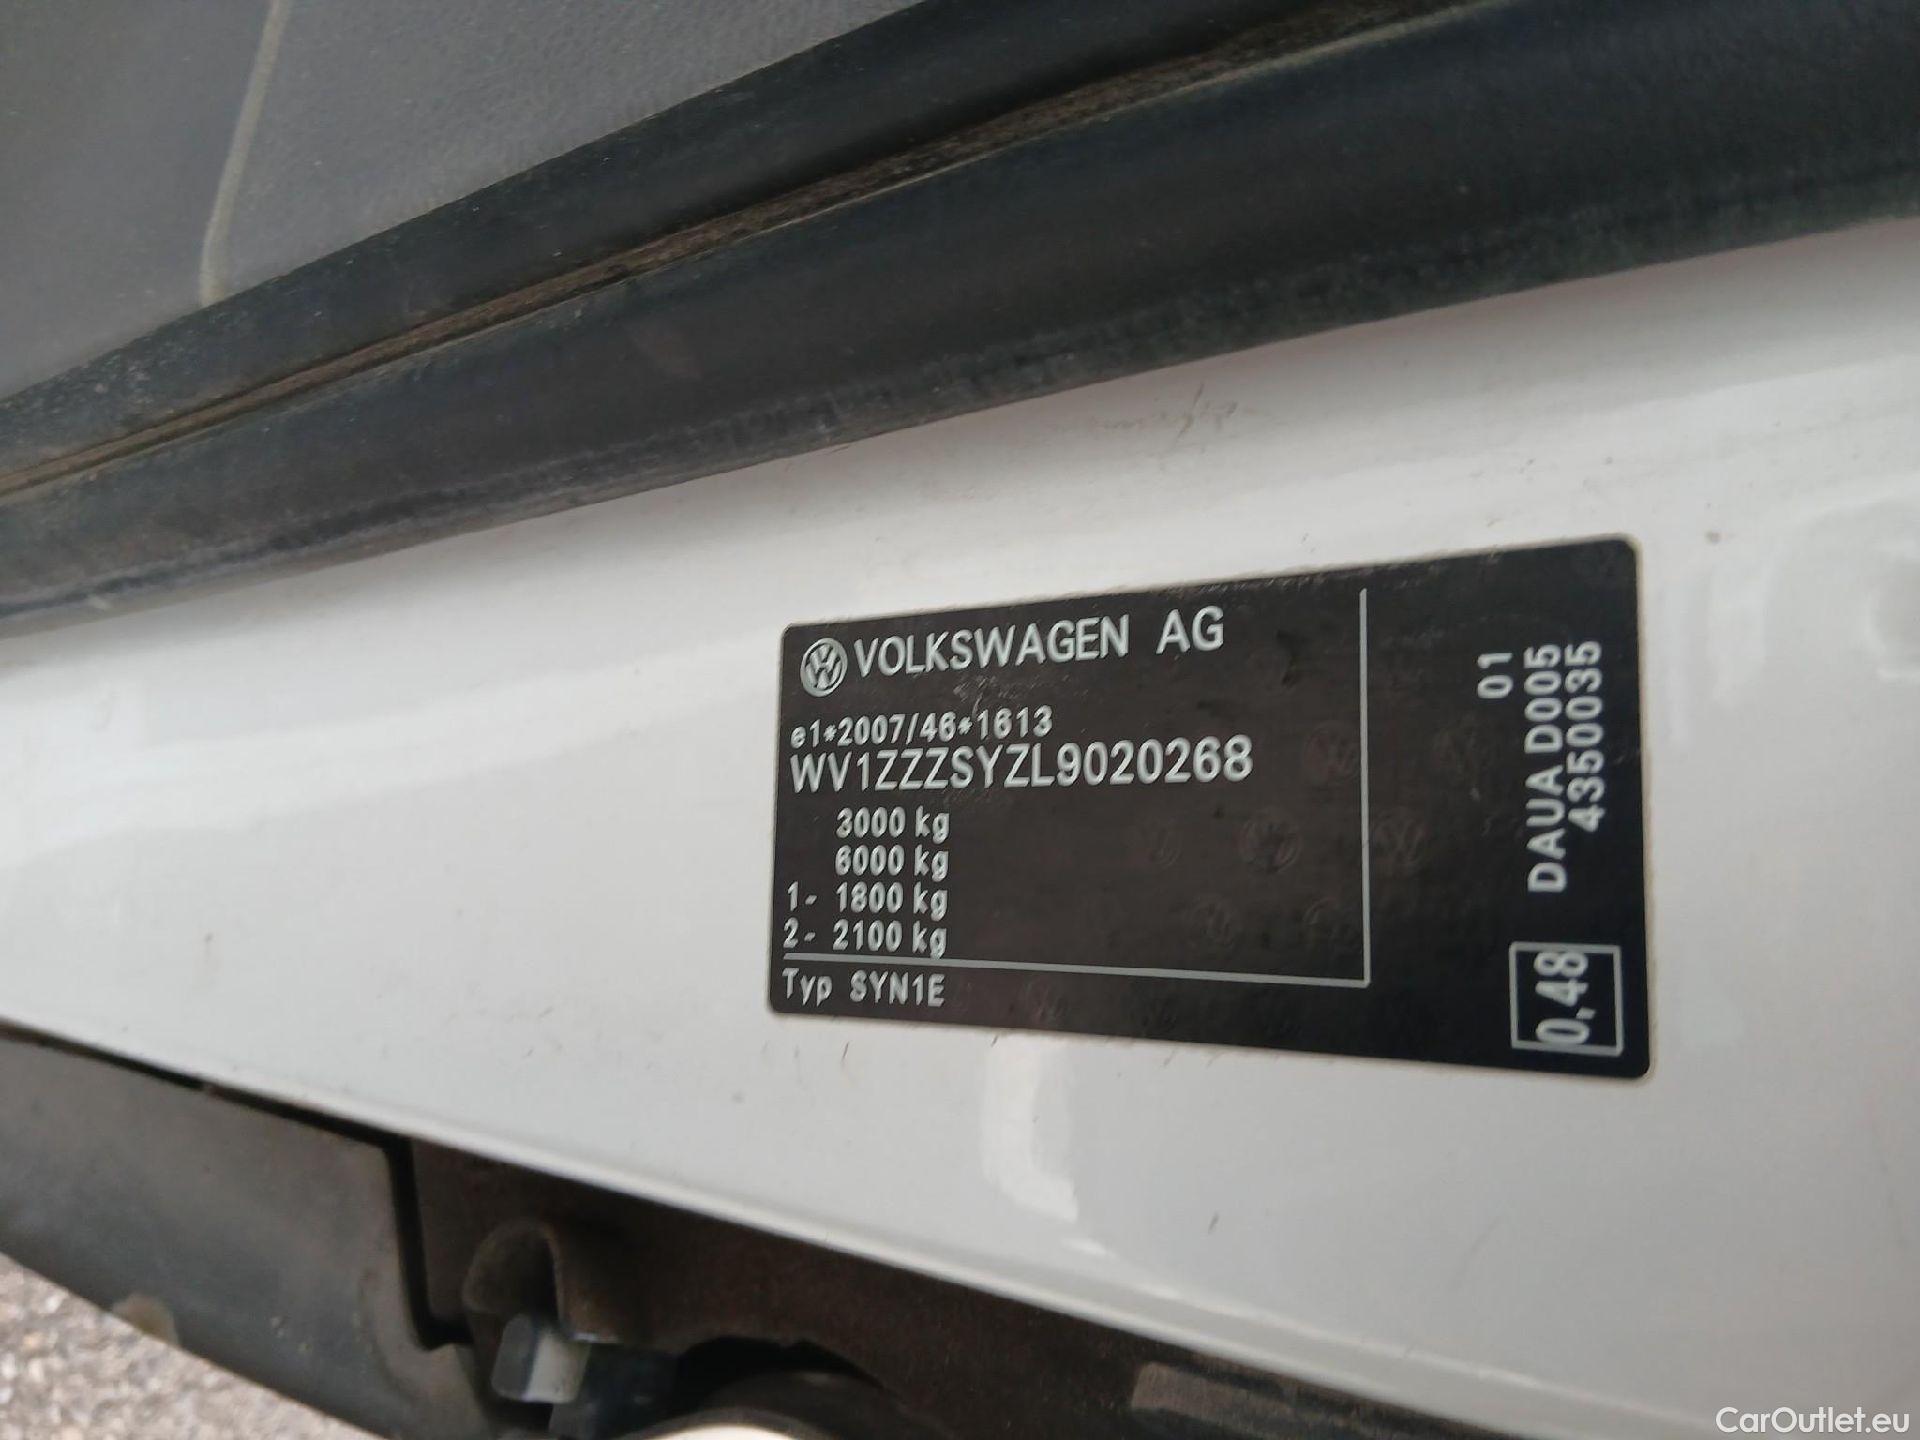 VOLKSWAGEN AG
e1*2007/46*1613
WV1ZZZSYZL9020268
3000 kg
6000 kg
1- 1800 kg
2- 2100 kg
Typ SYN1E
01
DAUA D005
4350035
0,48
CarOutlet.eu